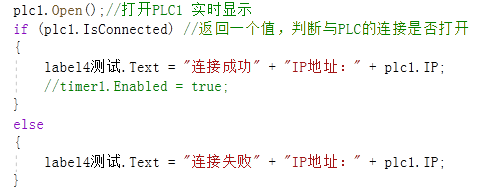 plc1.Open();//打开PLC1 实时显示
if (plc1.IsConnected) //返回一个值，判断与PLC的连接是否打开
{
label4测试.Text = "连接成功" + "IP地址：" + plc1.IP;
//timer1.Enabled = true;
}
else
{
label4测试.Text = "连接失败" + "IP地址：" + plc1.IP;
}